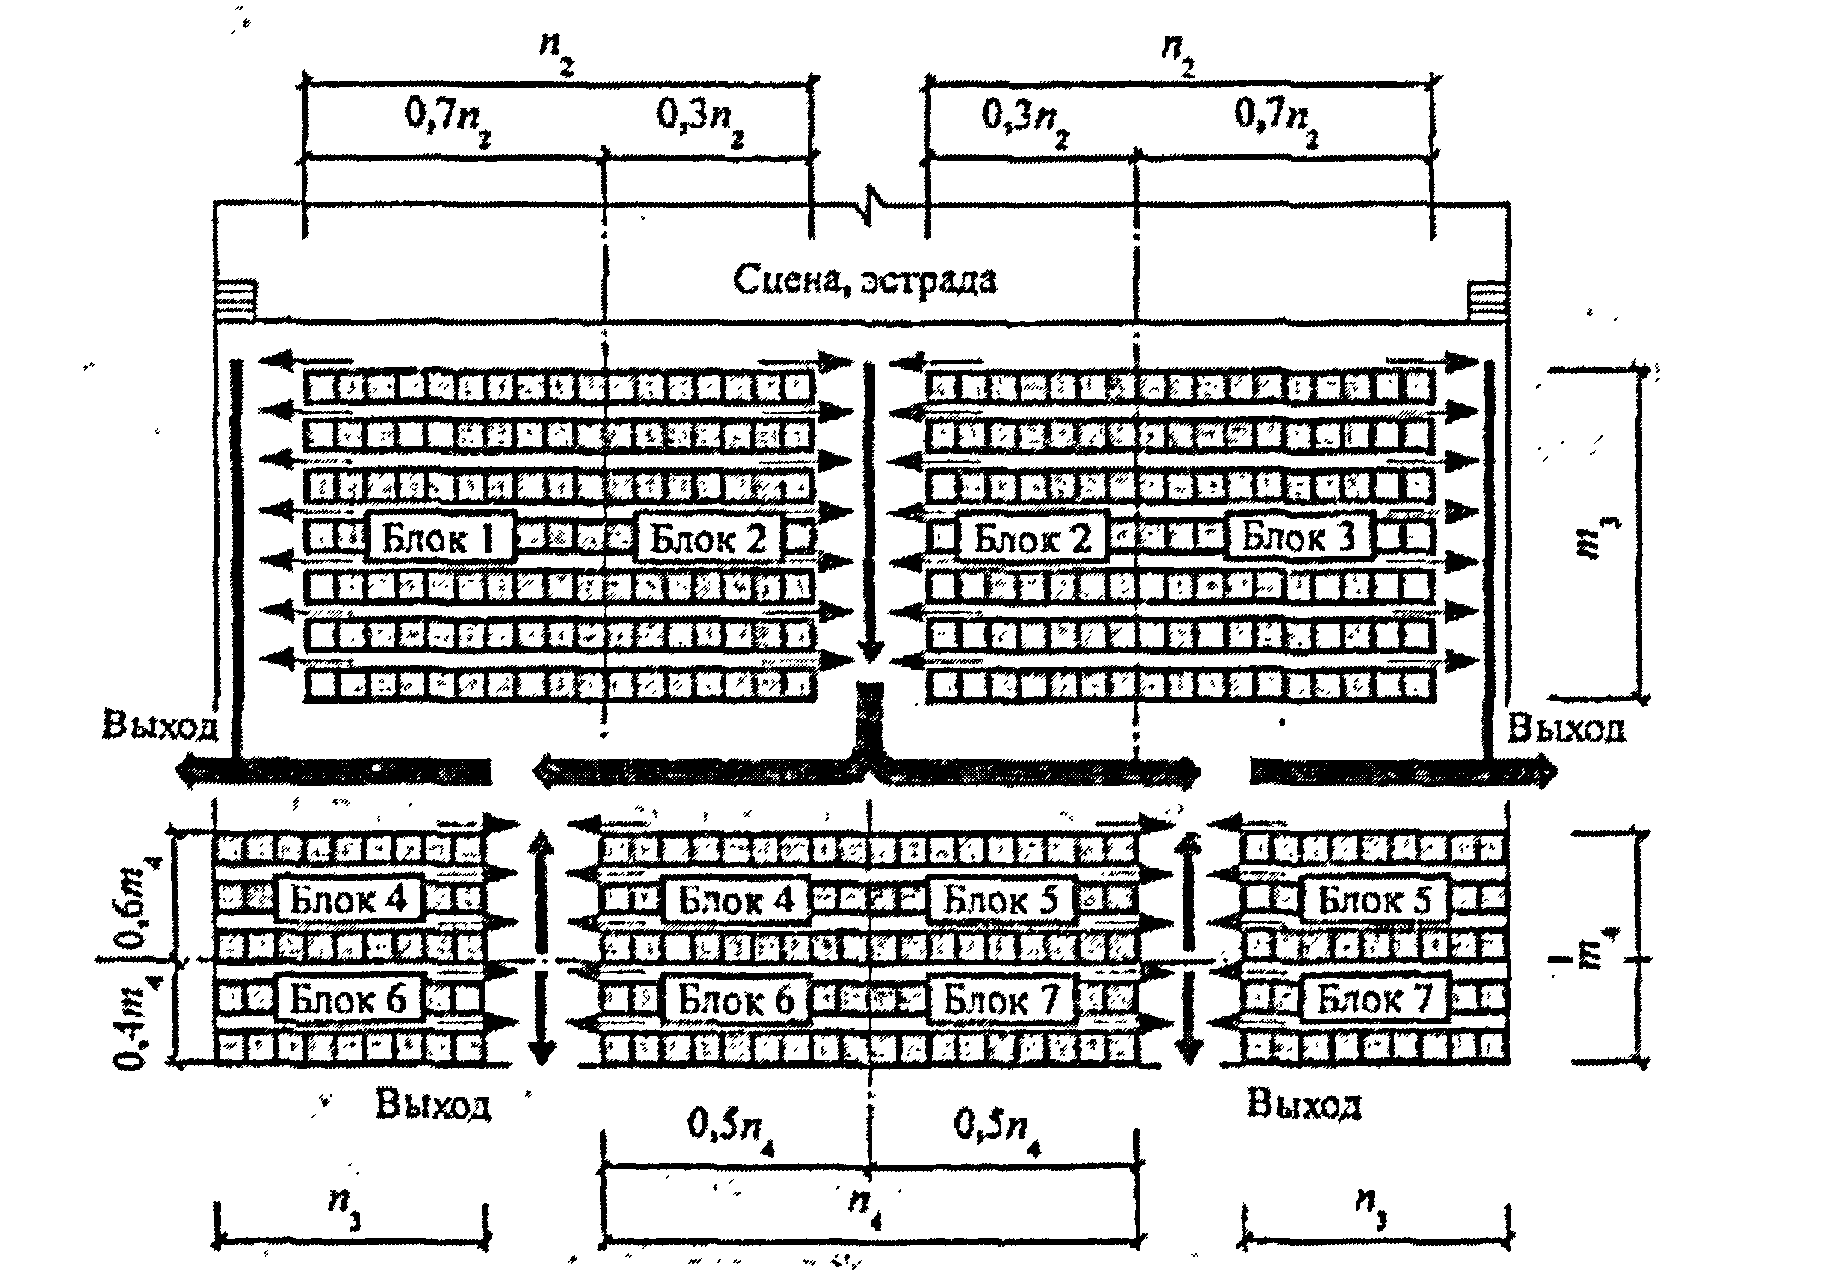 n2 n2
0,7n2 0,3n2 0,3n2 0,7n2
Сцена, эстрада
Блок 1 Блок 2 Блок 2 Блок 3
m3
Выход Выход
0,6m4
Блок 4 Блок 4 Блок 5 Блок 5
m4
0,4m4
Блок 6 Блок 6 Блок 7 Блок 7
Выход Выход
0,5n4 0,5n4
n3 n4 n3